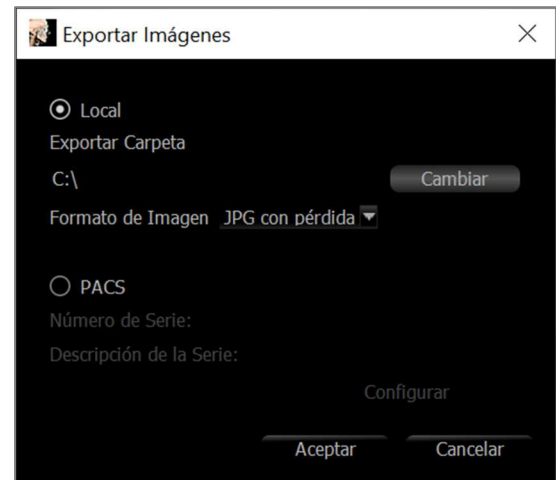 Exportar Imágenes
Local
Exportar Carpeta
C:\
Cambiar
Formato de Imagen JPG con pérdida
PACS
Número de Serie:
Descripción de la Serie:
Configurar
Aceptar Cancelar